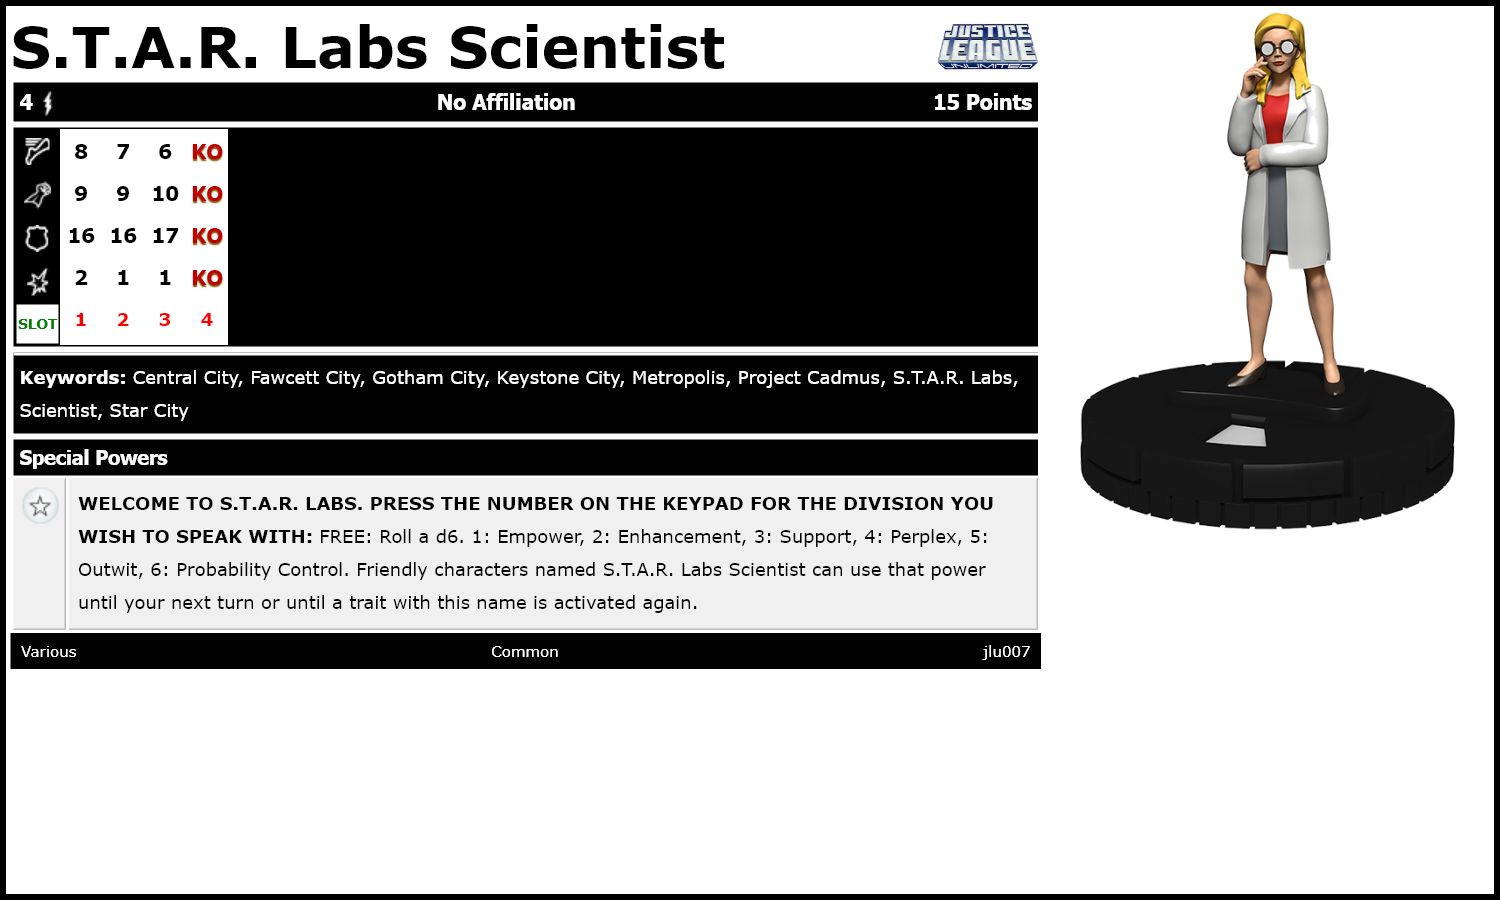 S.T.A.R. Labs Scientist
JUSTICE
LEAGUE
UNLIMITED
4 No Affiliation 15 Points
8 7 6 KO
9 9 10 KO
16 16 17 KO
2 1 1 KO
SLOT 1 2 3 4
Keywords: Central City, Fawcett City, Gotham City, Keystone City, Metropolis, Project Cadmus, S.T.A.R. Labs,
Scientist, Star City
Special Powers
WELCOME TO S.T.A.R. LABS. PRESS THE NUMBER ON THE KEYPAD FOR THE DIVISION YOU
WISH TO SPEAK WITH: FREE: Roll a d6. 1: Empower, 2: Enhancement, 3: Support, 4: Perplex, 5:
Outwit, 6: Probability Control. Friendly characters named S.T.A.R. Labs Scientist can use that power
until your next turn or until a trait with this name is activated again.
Various Common jlu007